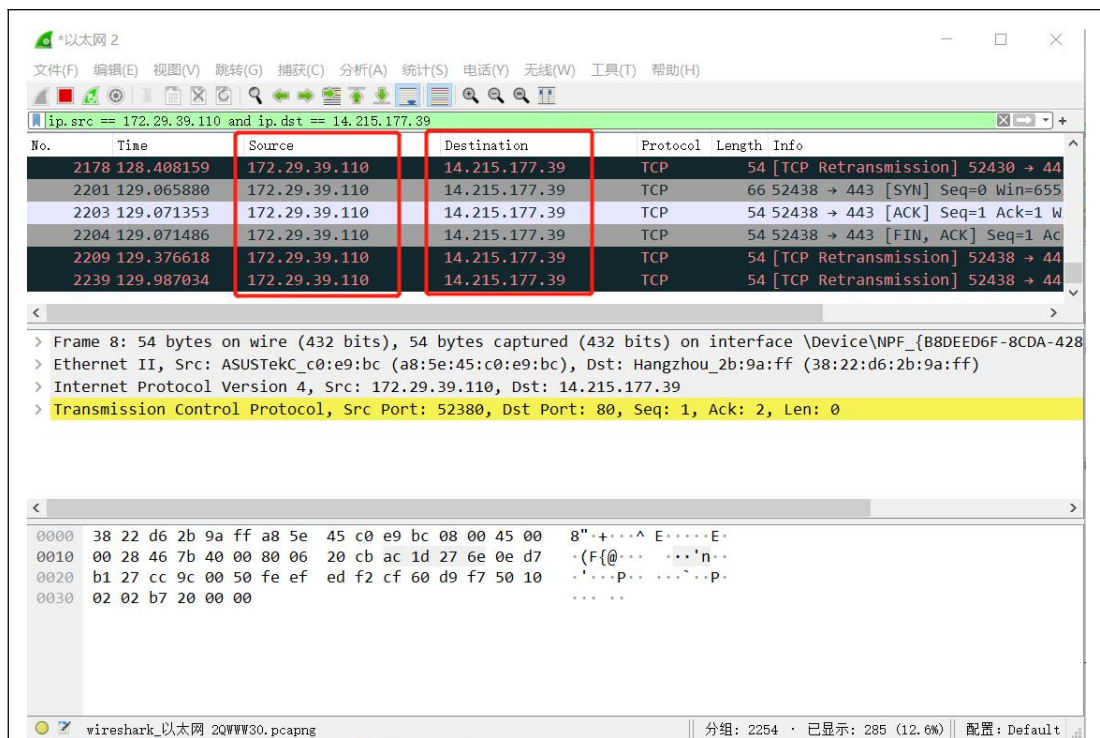 *以太网 2
文件(F) 编辑(E) 视图(V) 跳转(G) 捕获(C) 分析(A) 统计(S) 电话(Y) 无线(W) 工具(T) 帮助(H)
ip.src == 172.29.39.110 and ip.dst == 14.215.177.39
No. Time Source Destination Protocol Length Info
2178 128.408159 172.29.39.110 14.215.177.39 TCP 54 [TCP Retransmission] 52430 → 44
2201 129.065880 172.29.39.110 14.215.177.39 TCP 66 52438 → 443 [SYN] Seq=0 Win=655
2203 129.071353 172.29.39.110 14.215.177.39 TCP 54 52438 → 443 [ACK] Seq=1 Ack=1 W
2204 129.071486 172.29.39.110 14.215.177.39 TCP 54 52438 → 443 [FIN, ACK] Seq=1 Ac
2209 129.376618 172.29.39.110 14.215.177.39 TCP 54 [TCP Retransmission] 52438 → 44
2239 129.987034 172.29.39.110 14.215.177.39 TCP 54 [TCP Retransmission] 52438 → 44
> Frame 8: 54 bytes on wire (432 bits), 54 bytes captured (432 bits) on interface \Device\NPF_{B8DEED6F-8CDA-428
> Ethernet II, Src: ASUSTekC_c0:e9:bc (a8:5e:45:c0:e9:bc), Dst: Hangzhou_2b:9a:ff (38:22:d6:2b:9a:ff)
> Internet Protocol Version 4, Src: 172.29.39.110, Dst: 14.215.177.39
> Transmission Control Protocol, Src Port: 52380, Dst Port: 80, Seq: 1, Ack: 2, Len: 0
0000 38 22 d6 2b 9a ff a8 5e 45 c0 e9 bc 08 00 45 00 8"·+···^ E·····E·
0010 00 28 46 7b 40 00 80 06 20 cb ac 1d 27 6e 0e d7 ·(F{@··· ····'n··
0020 b1 27 cc 9c 00 50 fe ef ed f2 cf 60 d9 f7 50 10 ·'···P·· ···`··P·
0030 02 02 b7 20 00 00 ··· ··
wireshark_以太网 2QWWW30.pcapng 分组: 2254 · 已显示: 285 (12.6%) 配置: Default